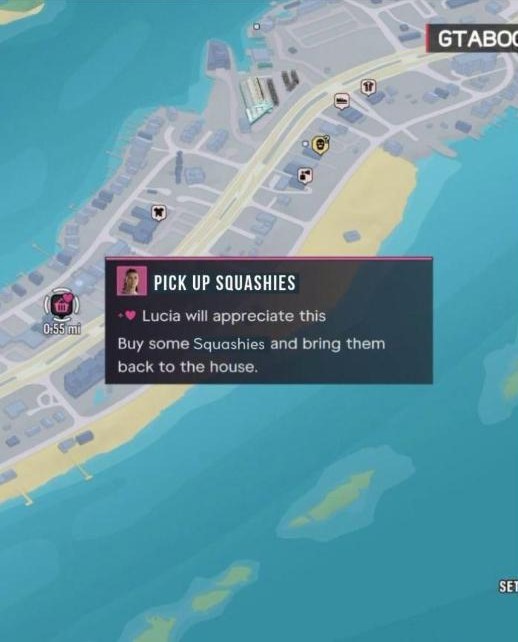 GTABOO
PICK UP SQUASHIES
+♥ Lucia will appreciate this
Buy some Squashies and bring them
back to the house.
0.55 mi
SET